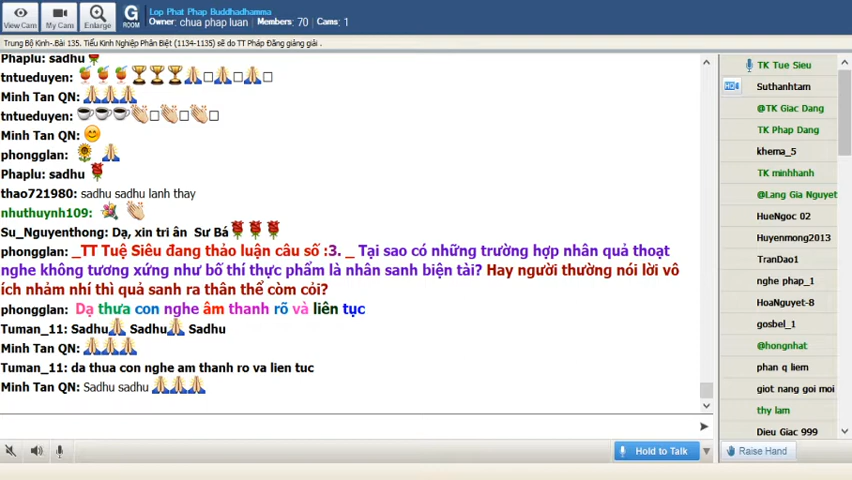 Lop Phat Phap Buddhadhamma
Owner: chua phap luan , Members: 70 , Cams: 1
View Cam
My Cam
Enlarge
G ROOM
Trung Bộ Kinh-.Bài 135. Tiểu Kinh Nghiệp Phân Biệt (1134-1135) sẽ do TT Pháp Đăng giảng giải .
Phaplu: sadhu
tntueduyen:
Minh Tan QN:
tntueduyen:
Minh Tan QN:
phongglan:
Phaplu: sadhu
thao721980: sadhu sadhu lanh thay
nhuthuynh109:
Su_Nguyenthong: Dạ, xin tri ân Sư Bá
phongglan: _TT Tuệ Siêu đang thảo luận câu số :3. _ Tại sao có những trường hợp nhân quả thoạt
nghe không tương xứng như bố thí thực phẩm là nhân sanh biện tài? Hay người thường nói lời vô
ích nhảm nhí thì quả sanh ra thân thể còm cỏi?
phongglan: Dạ thưa con nghe âm thanh rõ và liên tục
Tuman_11: Sadhu Sadhu Sadhu
Minh Tan QN:
Tuman_11: da thua con nghe am thanh ro va lien tuc
Minh Tan QN: Sadhu sadhu
Hold to Talk
TK Tue Sieu
Suthanhtam
@TK Giac Dang
TK Phap Dang
khema_5
TK minhhanh
@Lang Gia Nguyet
HueNgoc 02
Huyenmong2013
TranDao1
nghe phap_1
HoaNguyet-8
gosbel_1
@hongnhat
phan q liem
giot nang goi moi
thy lam
Dieu Giac 999
Raise Hand